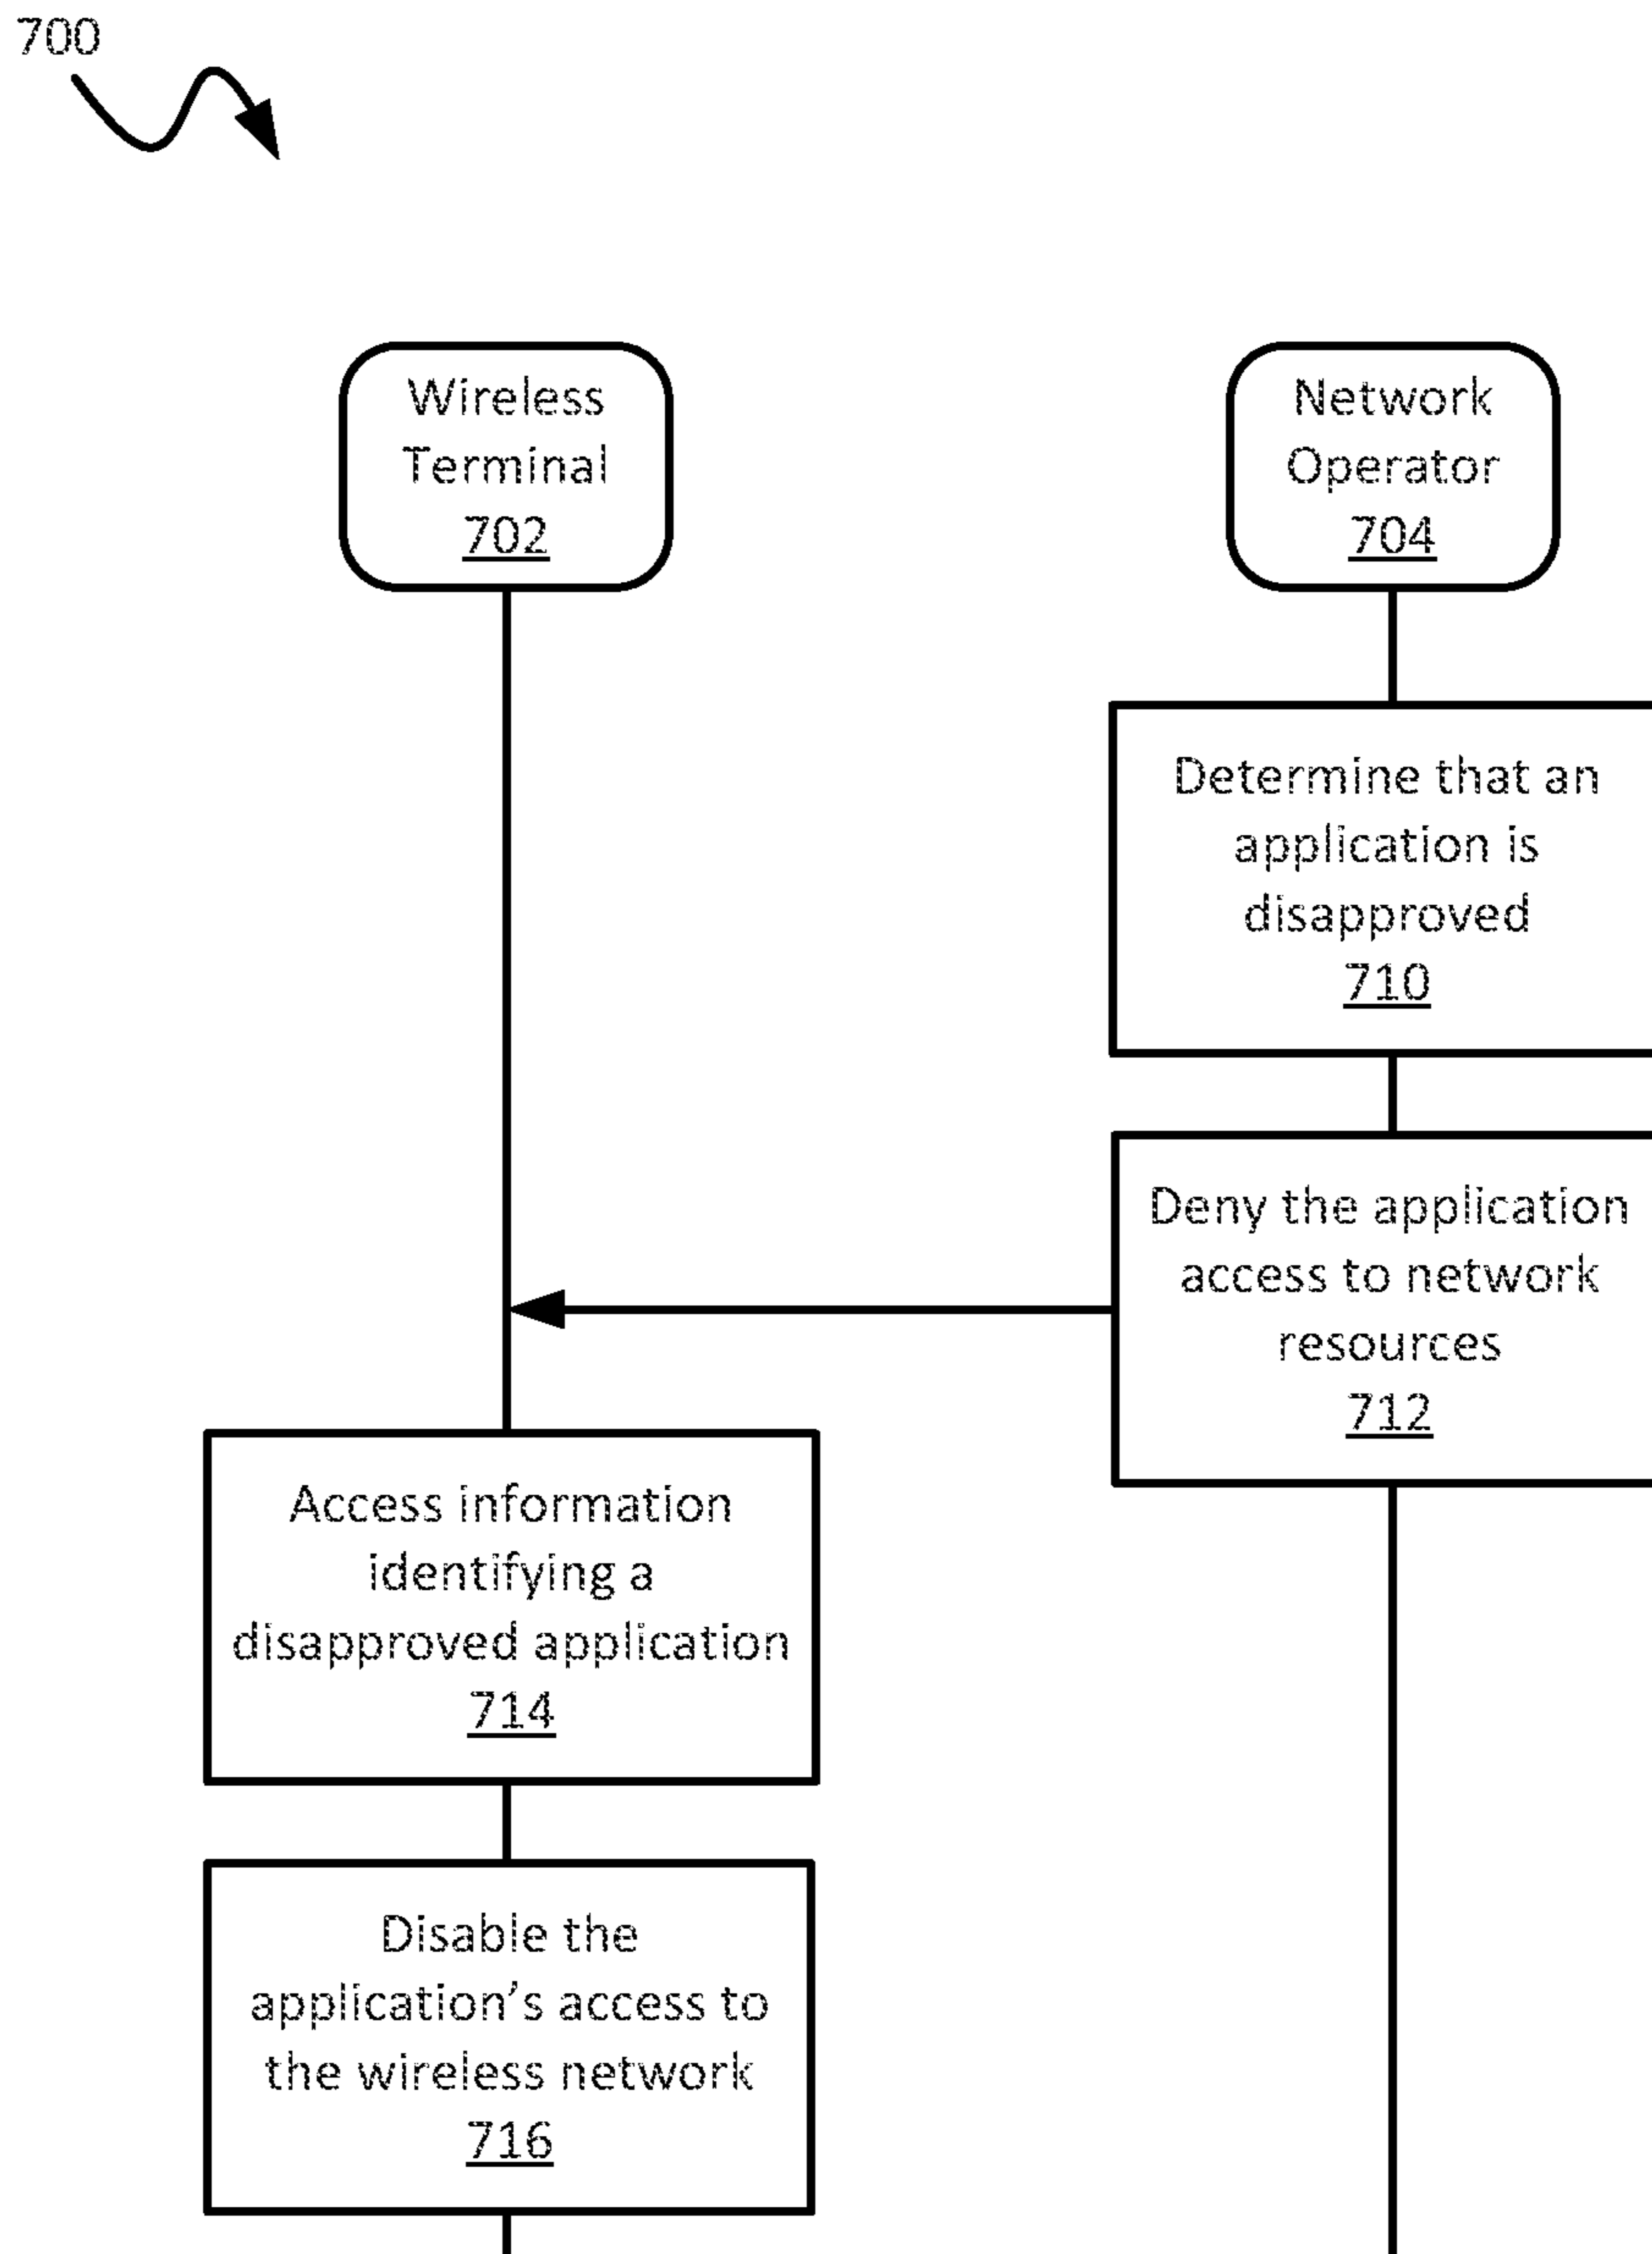 700
Wireless
Terminal
702
Network
Operator
704
Determine that an
application is
disapproved
710
Deny the application
access to network
resources
712
Access information
identifying a
disapproved application
714
Disable the
application's access to
the wireless network
716